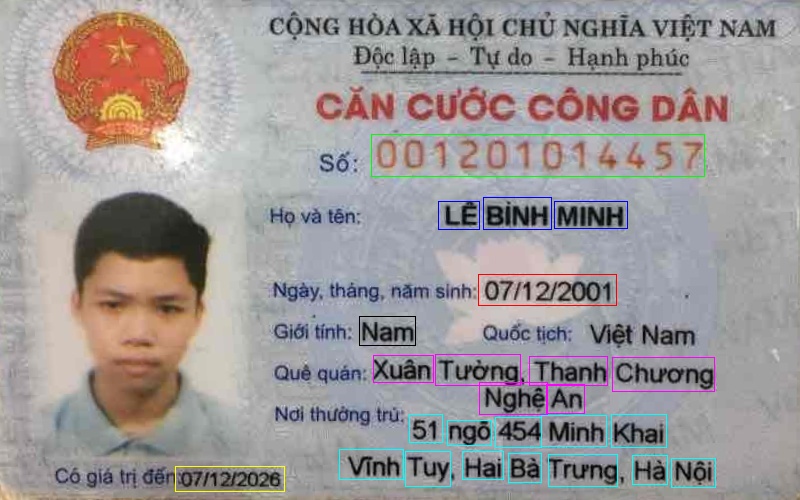 CỘNG HÒA XÃ HỘI CHỦ NGHĨA VIỆT NAM
Độc lập – Tự do – Hạnh phúc
CĂN CƯỚC CÔNG DÂN
Số: 001201014457
Họ và tên: LÊ BÌNH MINH
Ngày, tháng, năm sinh: 07/12/2001
Giới tính: Nam Quốc tịch: Việt Nam
Quê quán: Xuân Tường, Thanh Chương
Nghệ An
Nơi thường trú: 51 ngõ 454 Minh Khai
Vĩnh Tuy, Hai Bà Trưng, Hà Nội
Có giá trị đến: 07/12/2026